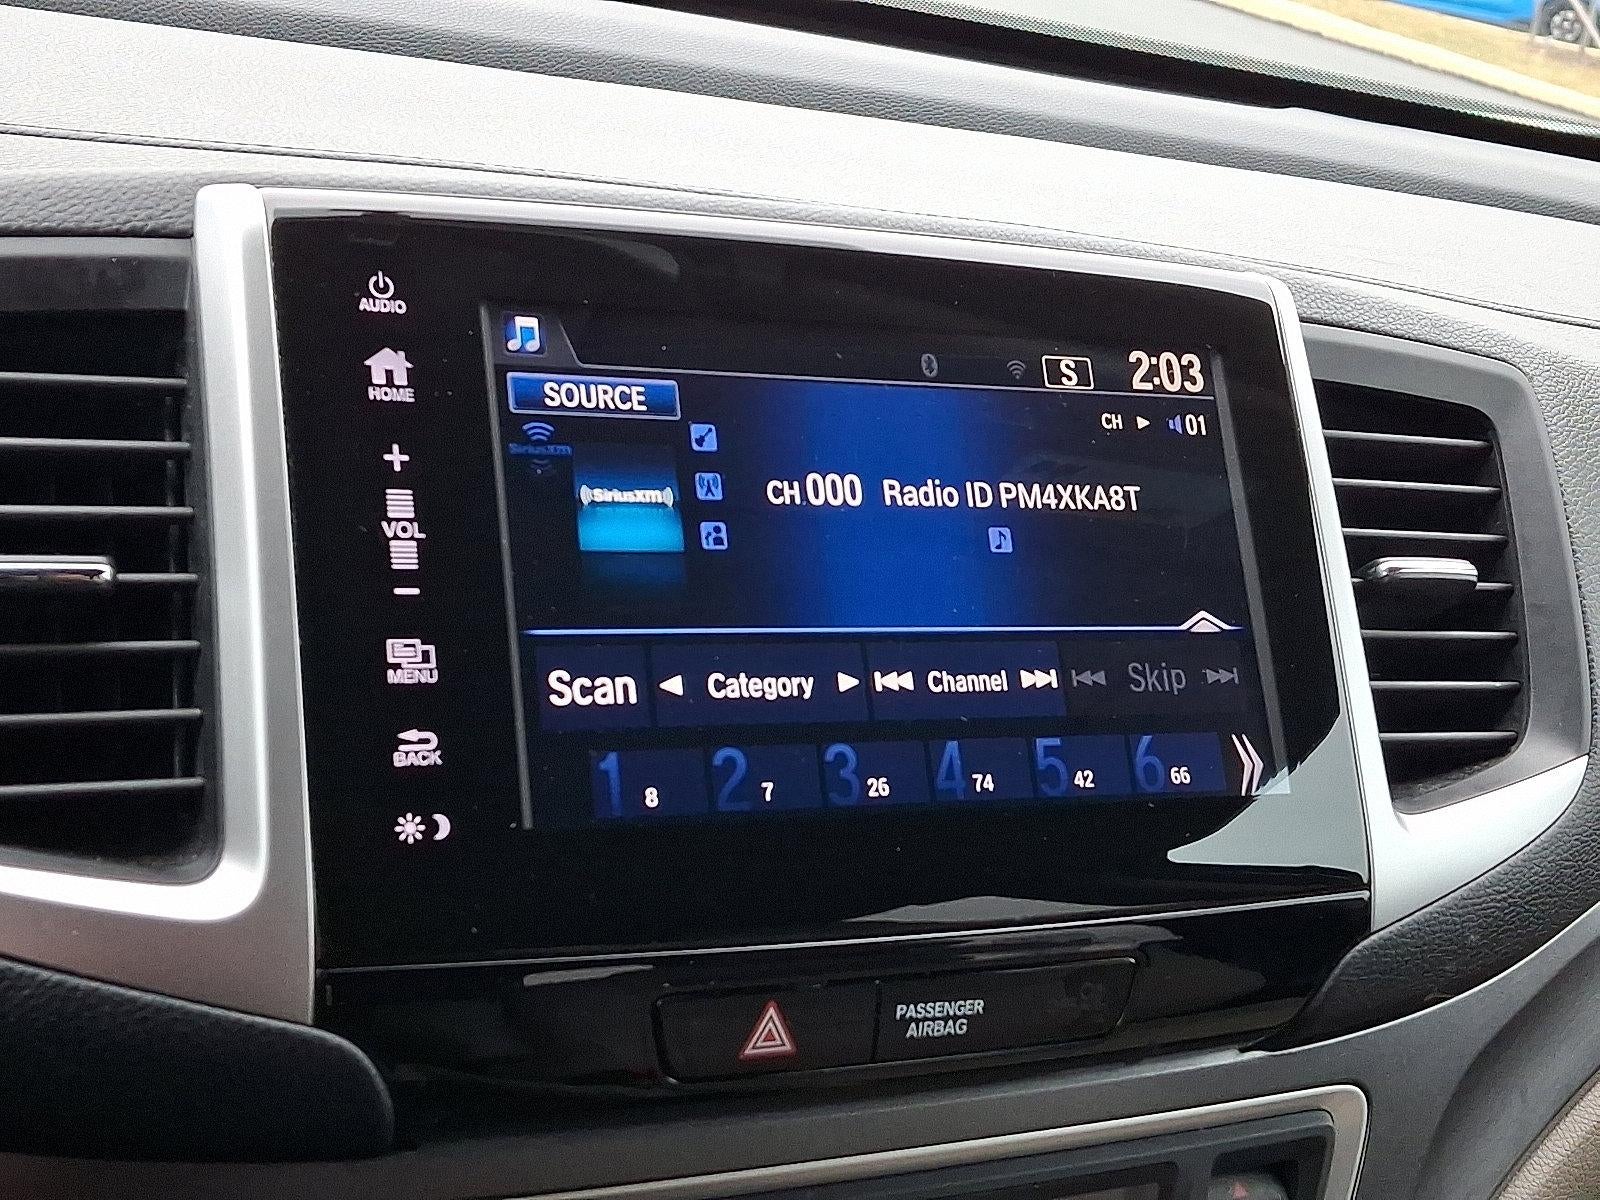 AUDIO
HOME
VOL
MENU
BACK
SOURCE
S 2:03
CH 01
SiriusXM
SiriusXM
CH 000 Radio ID PM4XKA8T
Scan Category Channel Skip
1 8 2 7 3 26 4 74 5 42 6 66
PASSENGER
AIRBAG